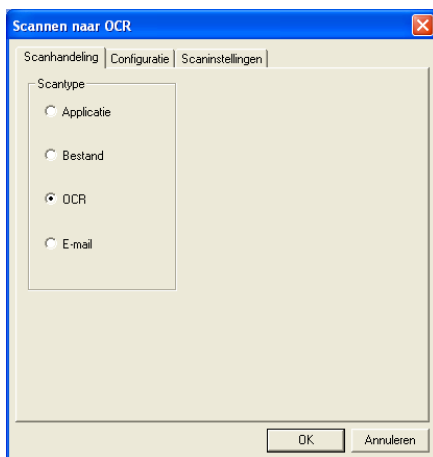 Scannen naar OCR
Scanhandeling Configuratie Scaninstellingen
Scantype
Applicatie
Bestand
OCR
E-mail
OK Annuleren